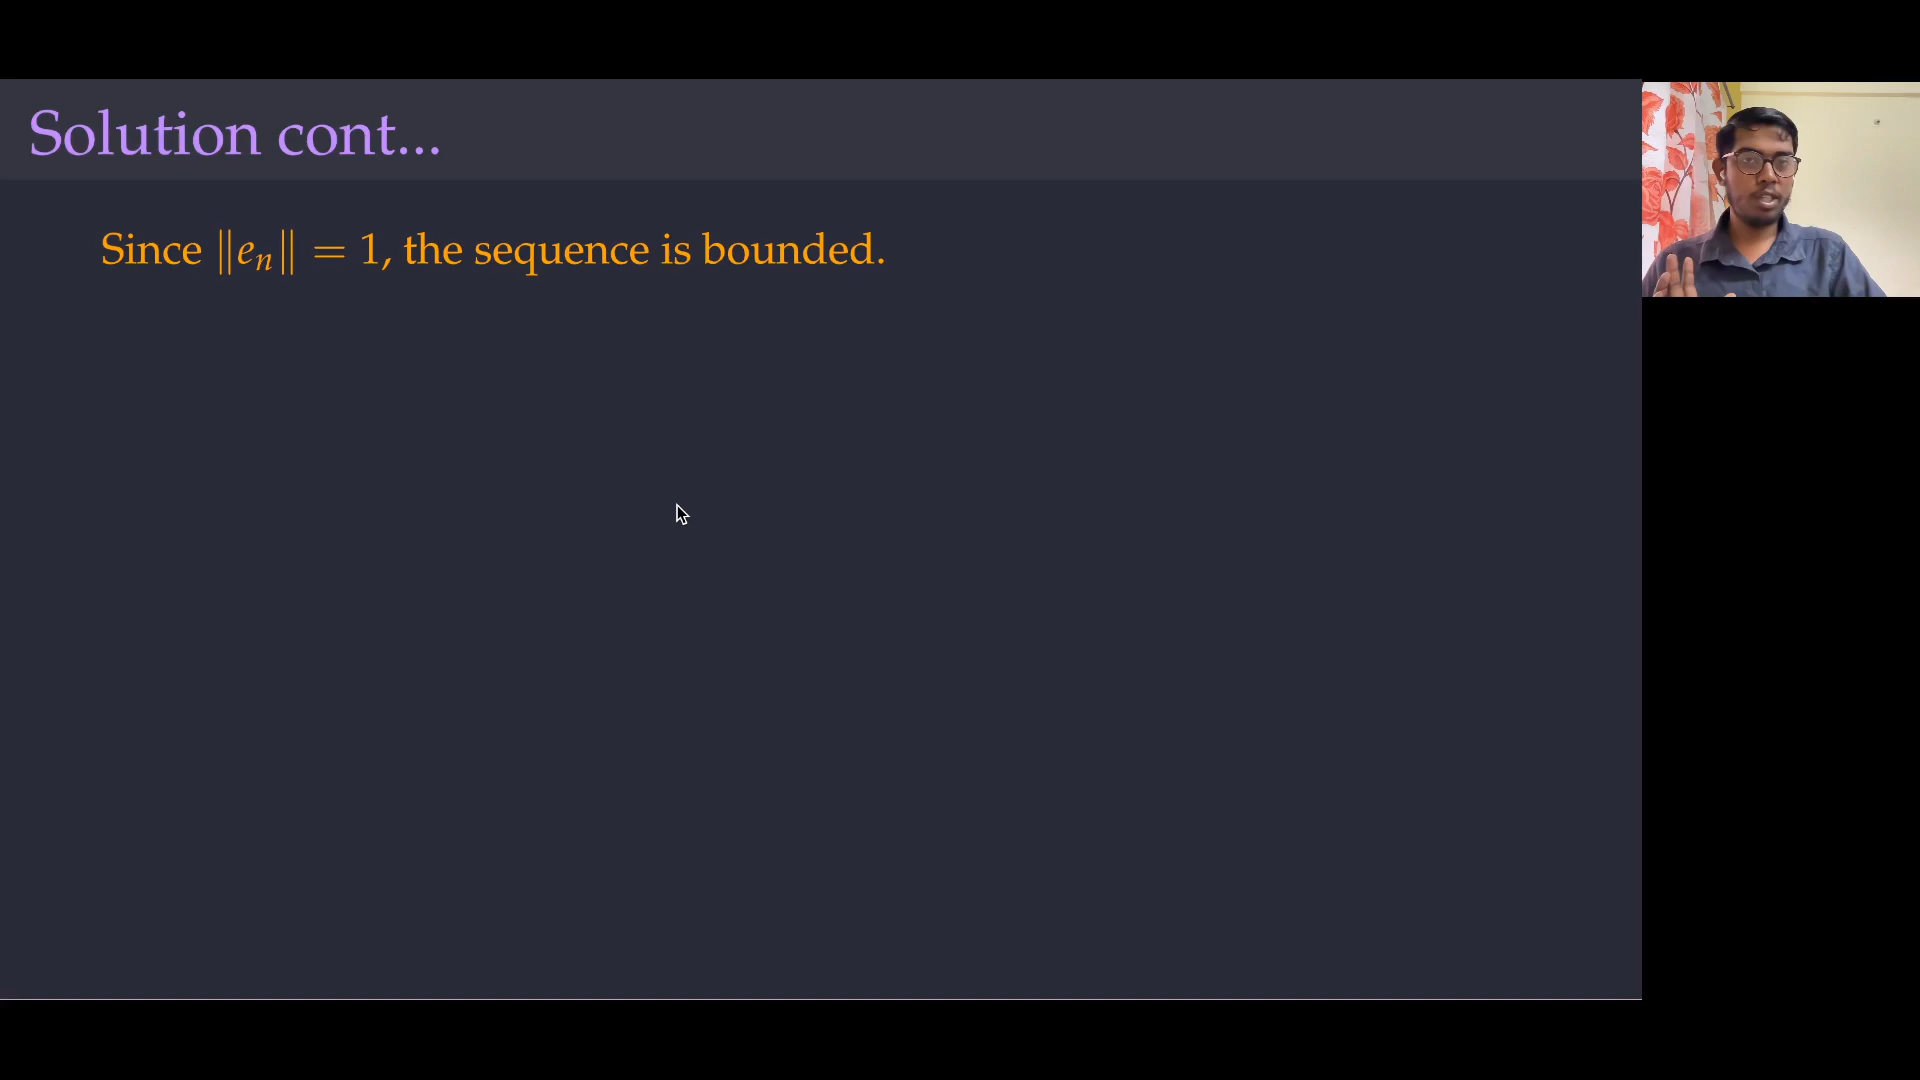 Solution cont...
Since ‖eₙ‖ = 1, the sequence is bounded.